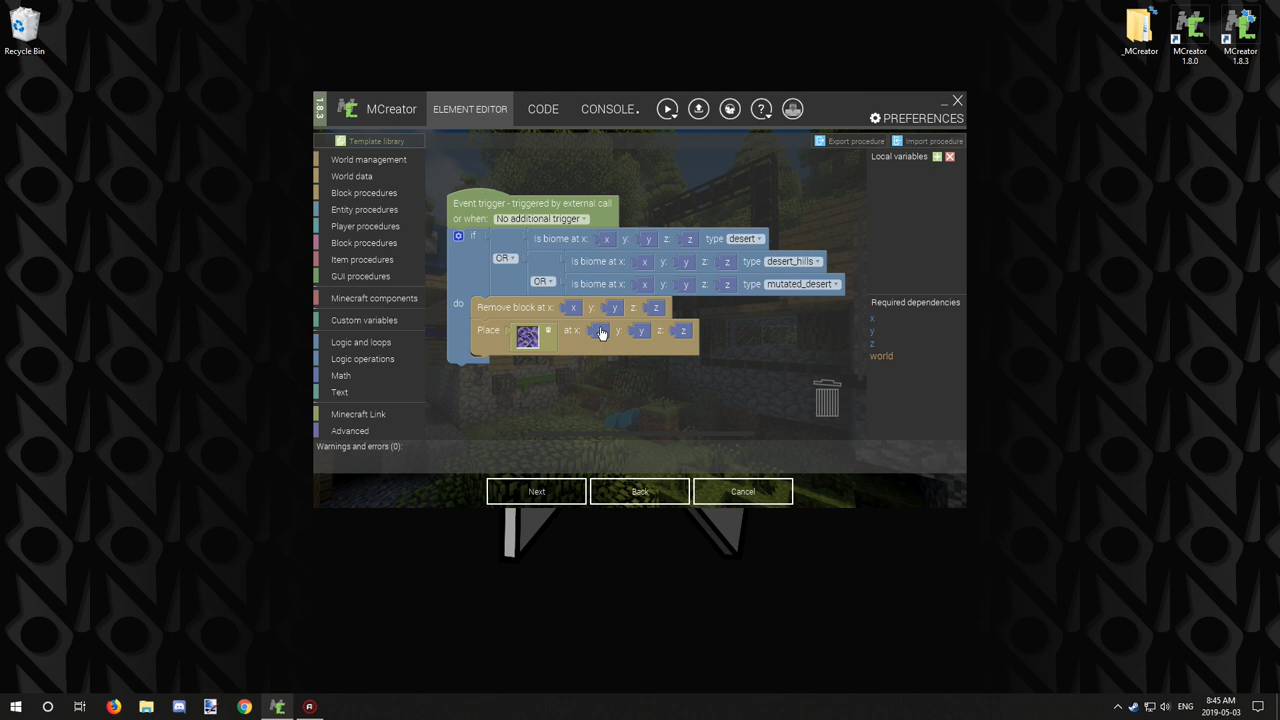 Recycle Bin
_MCreator
MCreator
1.8.0
MCreator
1.8.3
1.8.3
MCreator
ELEMENT EDITOR
CODE
CONSOLE.
PREFERENCES
Template library
Export procedure
Import procedure
World management
World data
Block procedures
Entity procedures
Player procedures
Block procedures
Item procedures
GUI procedures
Minecraft components
Custom variables
Logic and loops
Logic operations
Math
Text
Minecraft Link
Advanced
Event trigger - triggered by external call
or when: No additional trigger
if
Is biome at x: x y: y z: z type desert
OR
Is biome at x: x y: y z: z type desert_hills
OR
Is biome at x: x y: y z: z type mutated_desert
do
Remove block at x: x y: y z: z
Place at x: y: y z: z
Local variables
Required dependencies
x
y
z
world
Warnings and errors (0):
Next
Back
Cancel
ENG
8:45 AM
2019-05-03